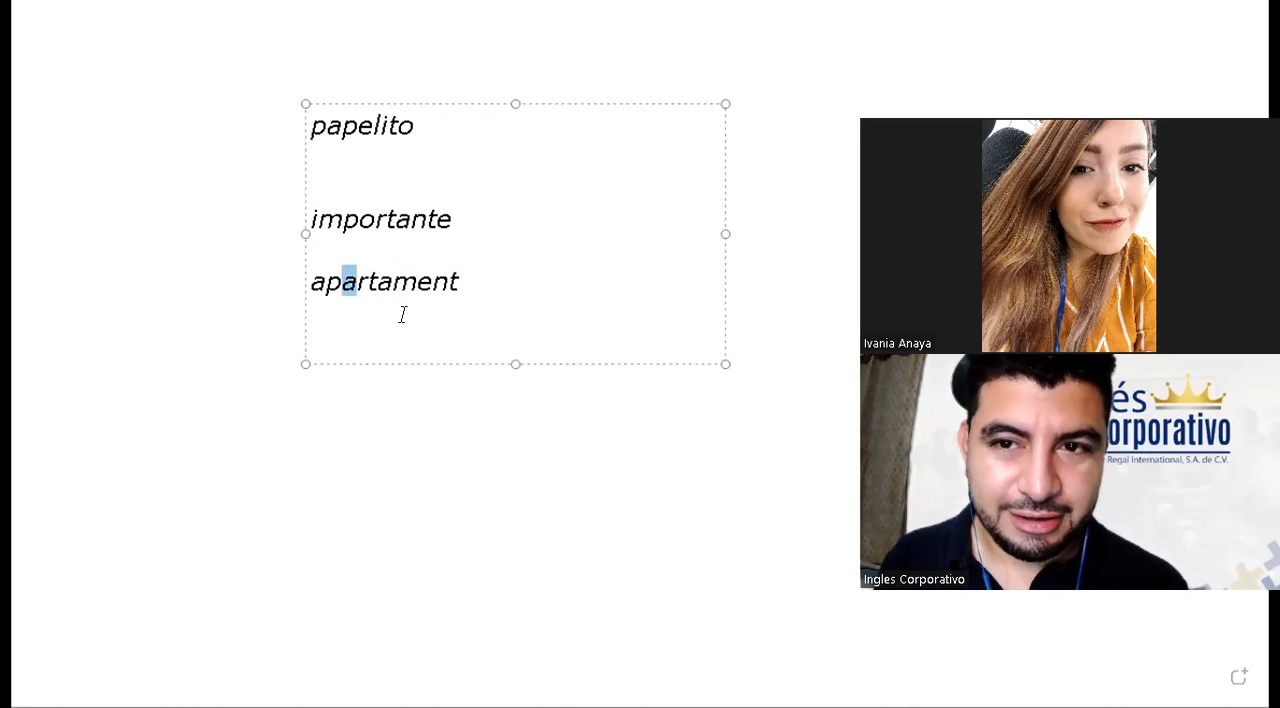 papelito
importante
apartament
Ivania Anaya
és
orporativo
Regal International, S.A. de C.V.
Ingles Corporativo